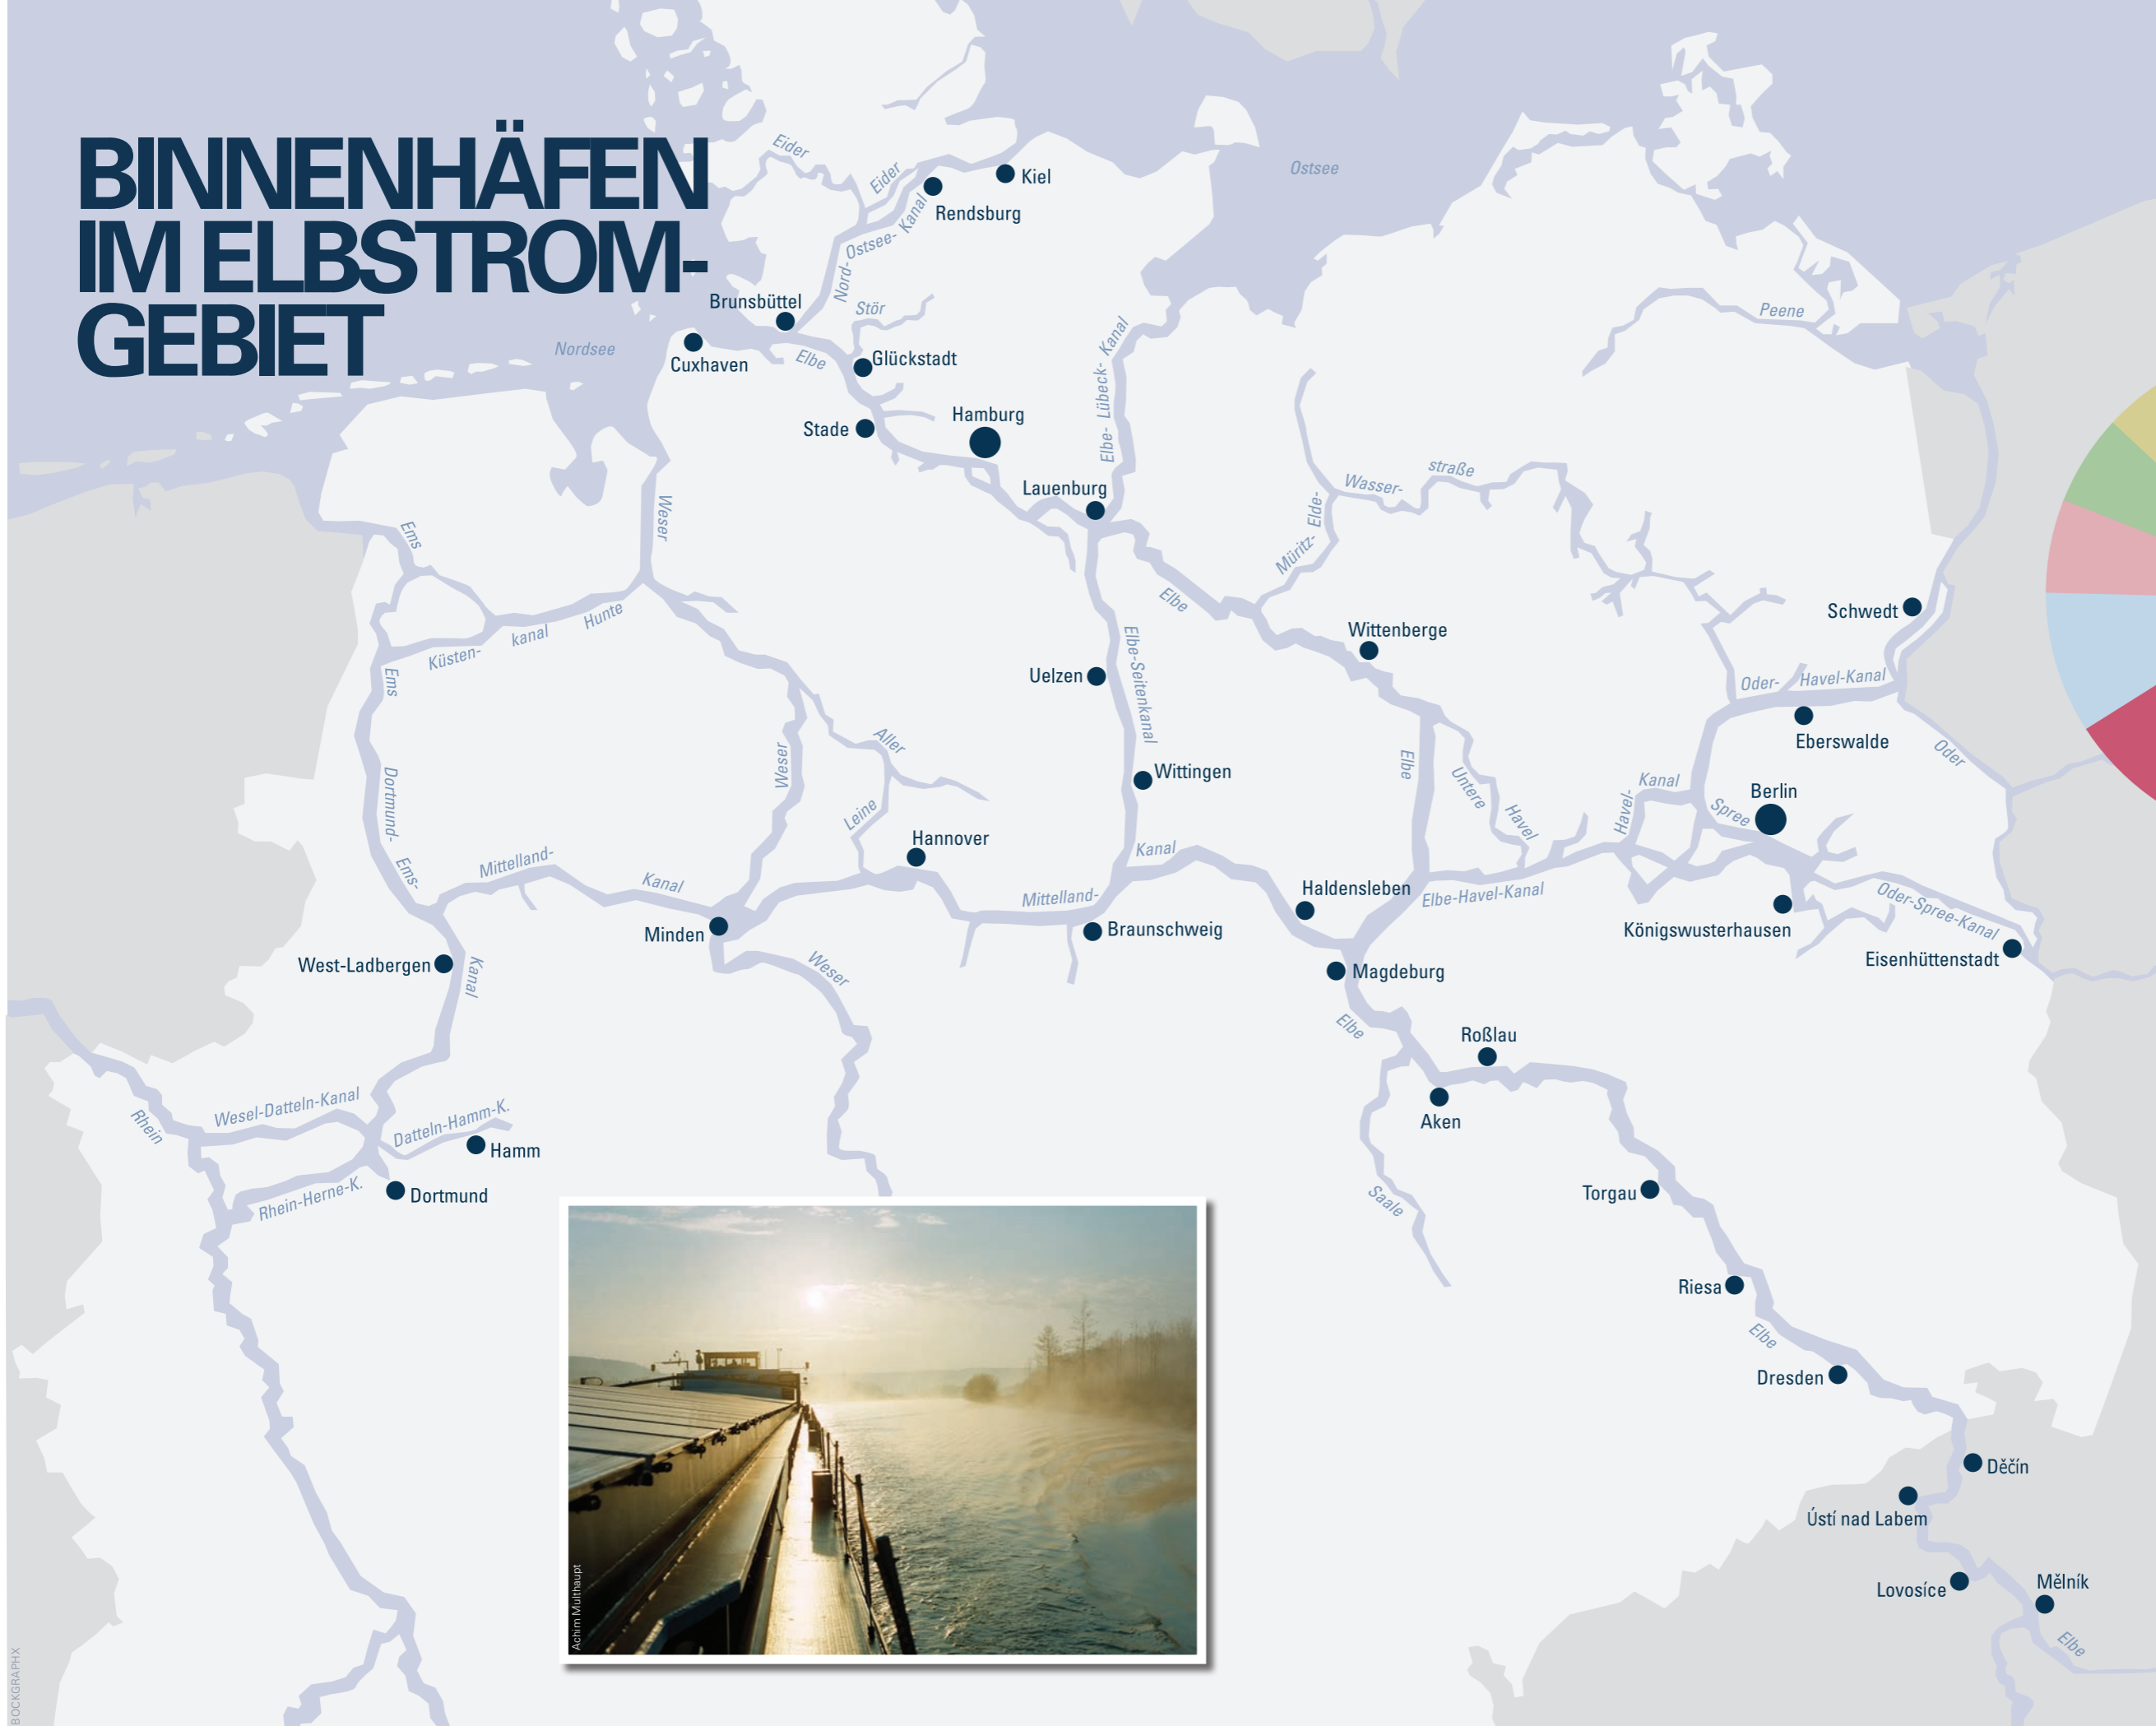 BINNENHÄFEN
IM ELBSTROM-
GEBIET
Eider
Eider
Kiel
Rendsburg
Nord-
Ostsee-
Kanal
Ostsee
Brunsbüttel
Stör
Nordsee
Cuxhaven
Elbe
Glückstadt
Peene
Elbe-
Lübeck-
Kanal
Stade
Hamburg
Lauenburg
Müritz-
Elde-
Wasser-
straße
Ems
Weser
Elbe
Schwedt
Küsten-
kanal
Hunte
Wittenberge
Ems
Uelzen
Elbe-Seitenkanal
Oder-
Havel-Kanal
Eberswalde
Oder
Dortmund-
Ems-
Kanal
Weser
Aller
Leine
Wittingen
Elbe
Untere
Havel
Havel-
Kanal
Spree
Berlin
Hannover
Mittelland-
Kanal
Mittelland-
Kanal
Haldensleben
Elbe-Havel-Kanal
Oder-Spree-Kanal
Königswusterhausen
Eisenhüttenstadt
Minden
Braunschweig
West-Ladbergen
Weser
Magdeburg
Elbe
Roßlau
Aken
Rhein
Wesel-Datteln-Kanal
Datteln-Hamm-K.
Hamm
Rhein-Herne-K.
Dortmund
Saale
Torgau
Riesa
Elbe
Dresden
Děčín
Ústí nad Labem
Lovosíce
Mělník
Elbe
Achim Multhaupt
BOCKGRAPHX